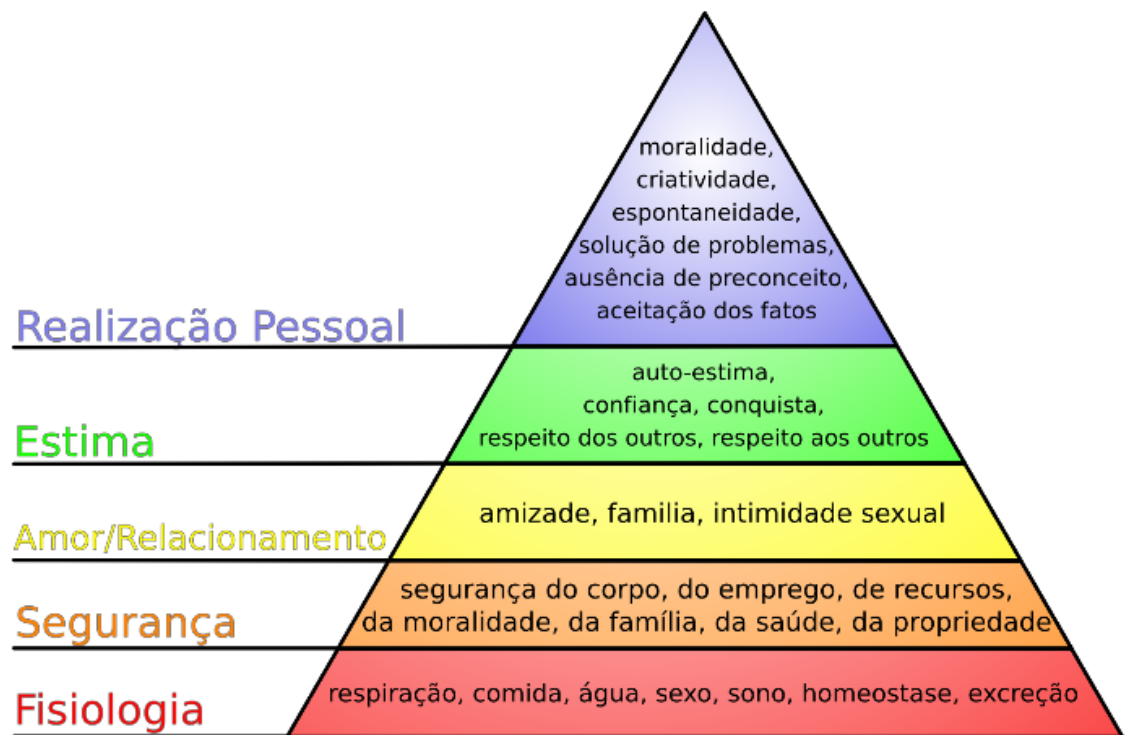 moralidade,
criatividade,
espontaneidade,
solução de problemas,
ausência de preconceito,
aceitação dos fatos
Realização Pessoal
auto-estima,
confiança, conquista,
respeito dos outros, respeito aos outros
Estima
amizade, familia, intimidade sexual
Amor/Relacionamento
segurança do corpo, do emprego, de recursos,
da moralidade, da família, da saúde, da propriedade
Segurança
respiração, comida, água, sexo, sono, homeostase, excreção
Fisiologia